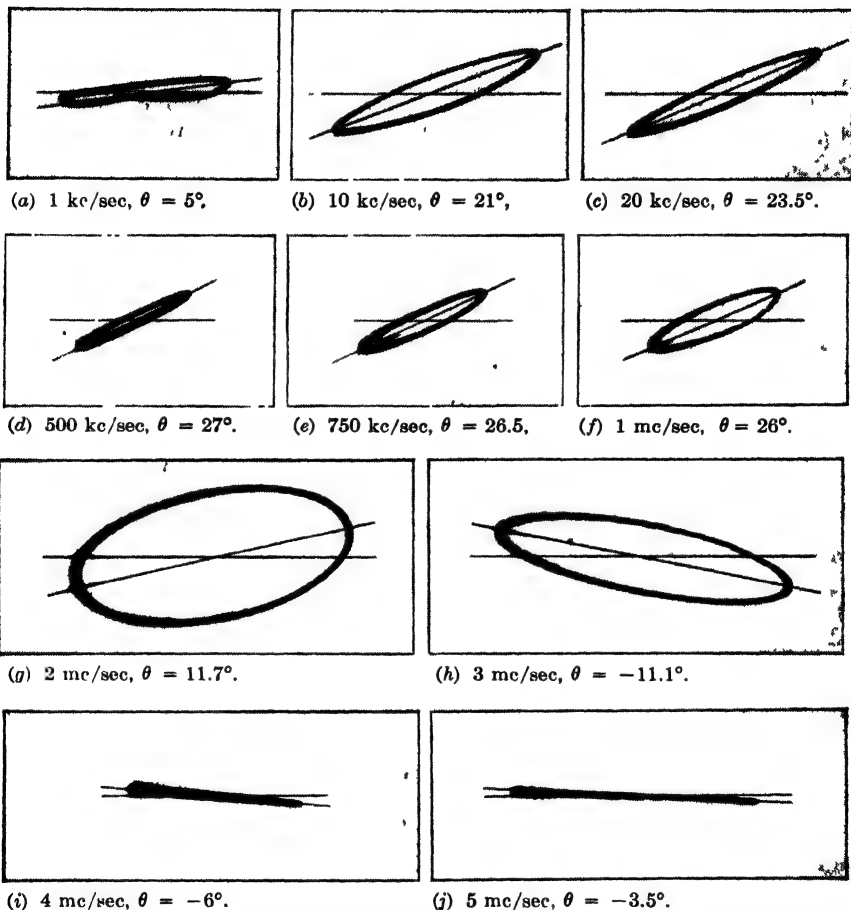 (a) 1 kc/sec, θ = 5°.
(b) 10 kc/sec, θ = 21°,
(c) 20 kc/sec, θ = 23.5°.
(d) 500 kc/sec, θ = 27°.
(e) 750 kc/sec, θ = 26.5,
(f) 1 mc/sec, θ = 26°.
(g) 2 mc/sec, θ = 11.7°.
(h) 3 mc/sec, θ = −11.1°.
(i) 4 mc/sec, θ = −6°.
(j) 5 mc/sec, θ = −3.5°.